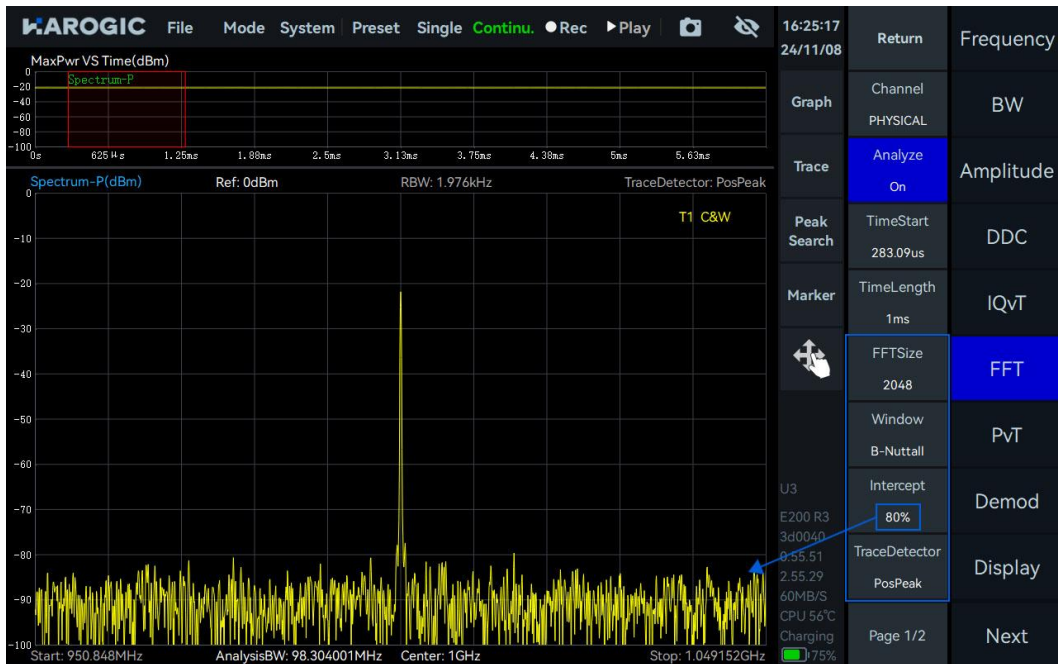 HAROGIC File Mode System Preset Single Continu. Rec Play
16:25:17
24/11/08
MaxPwr VS Time(dBm)
Spectrum-P
0
-20
-40
-60
-80
-100
0s 625us 1.25ms 1.88ms 2.5ms 3.13ms 3.75ms 4.38ms 5ms 5.63ms
Spectrum-P(dBm) Ref: 0dBm RBW: 1.976kHz TraceDetector: PosPeak
T1 C&W
0
-10
-20
-30
-40
-50
-60
-70
-80
-90
-100
Start: 950.848MHz AnalysisBW: 98.304001MHz Center: 1GHz Stop: 1.049152GHz
Graph
Trace
Peak
Search
Marker
U3
E200 R3
3d0040
0.55.51
2.55.29
60MB/S
CPU 56℃
Charging
75%
Return
Channel
PHYSICAL
Analyze
On
TimeStart
283.09us
TimeLength
1ms
FFTSize
2048
Window
B-Nuttall
Intercept
80%
TraceDetector
PosPeak
Page 1/2
Frequency
BW
Amplitude
DDC
IQvT
FFT
PvT
Demod
Display
Next